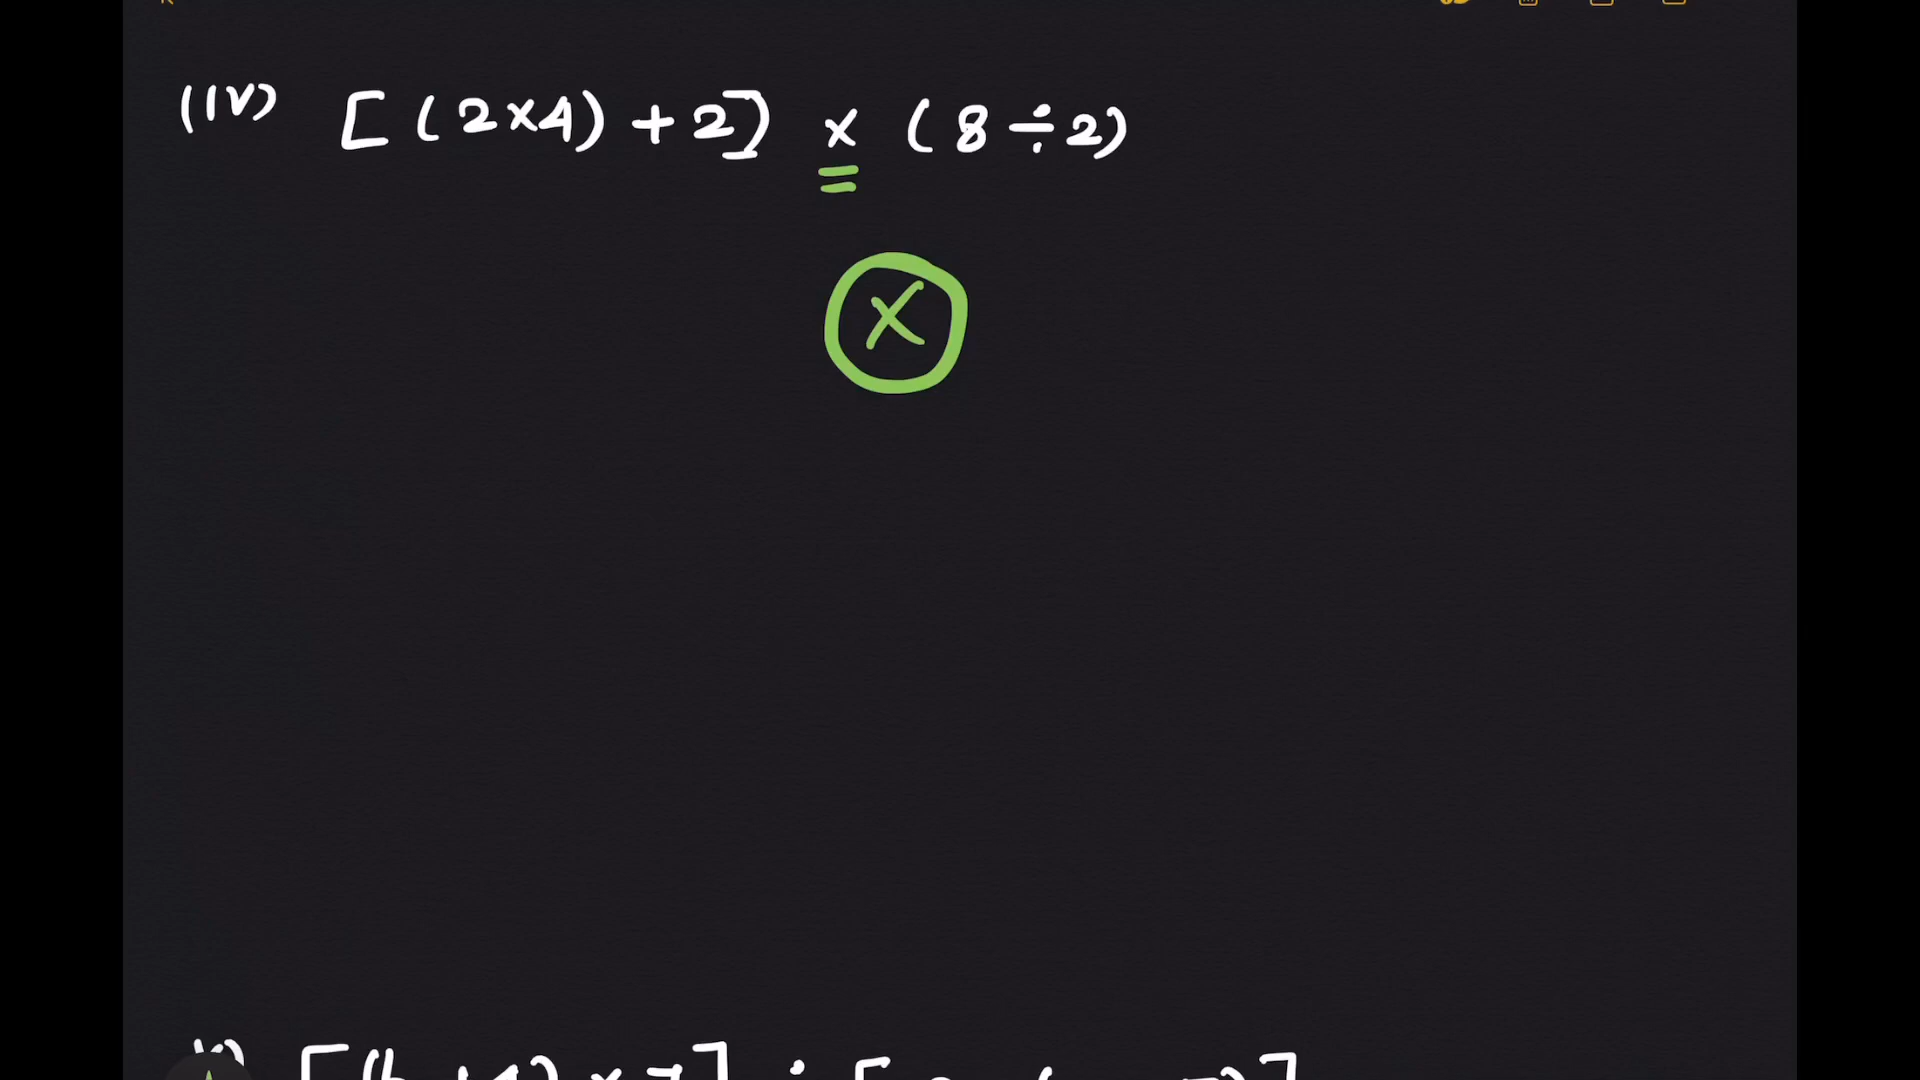 (iv) [(2×4)+2] × (8÷2)
×